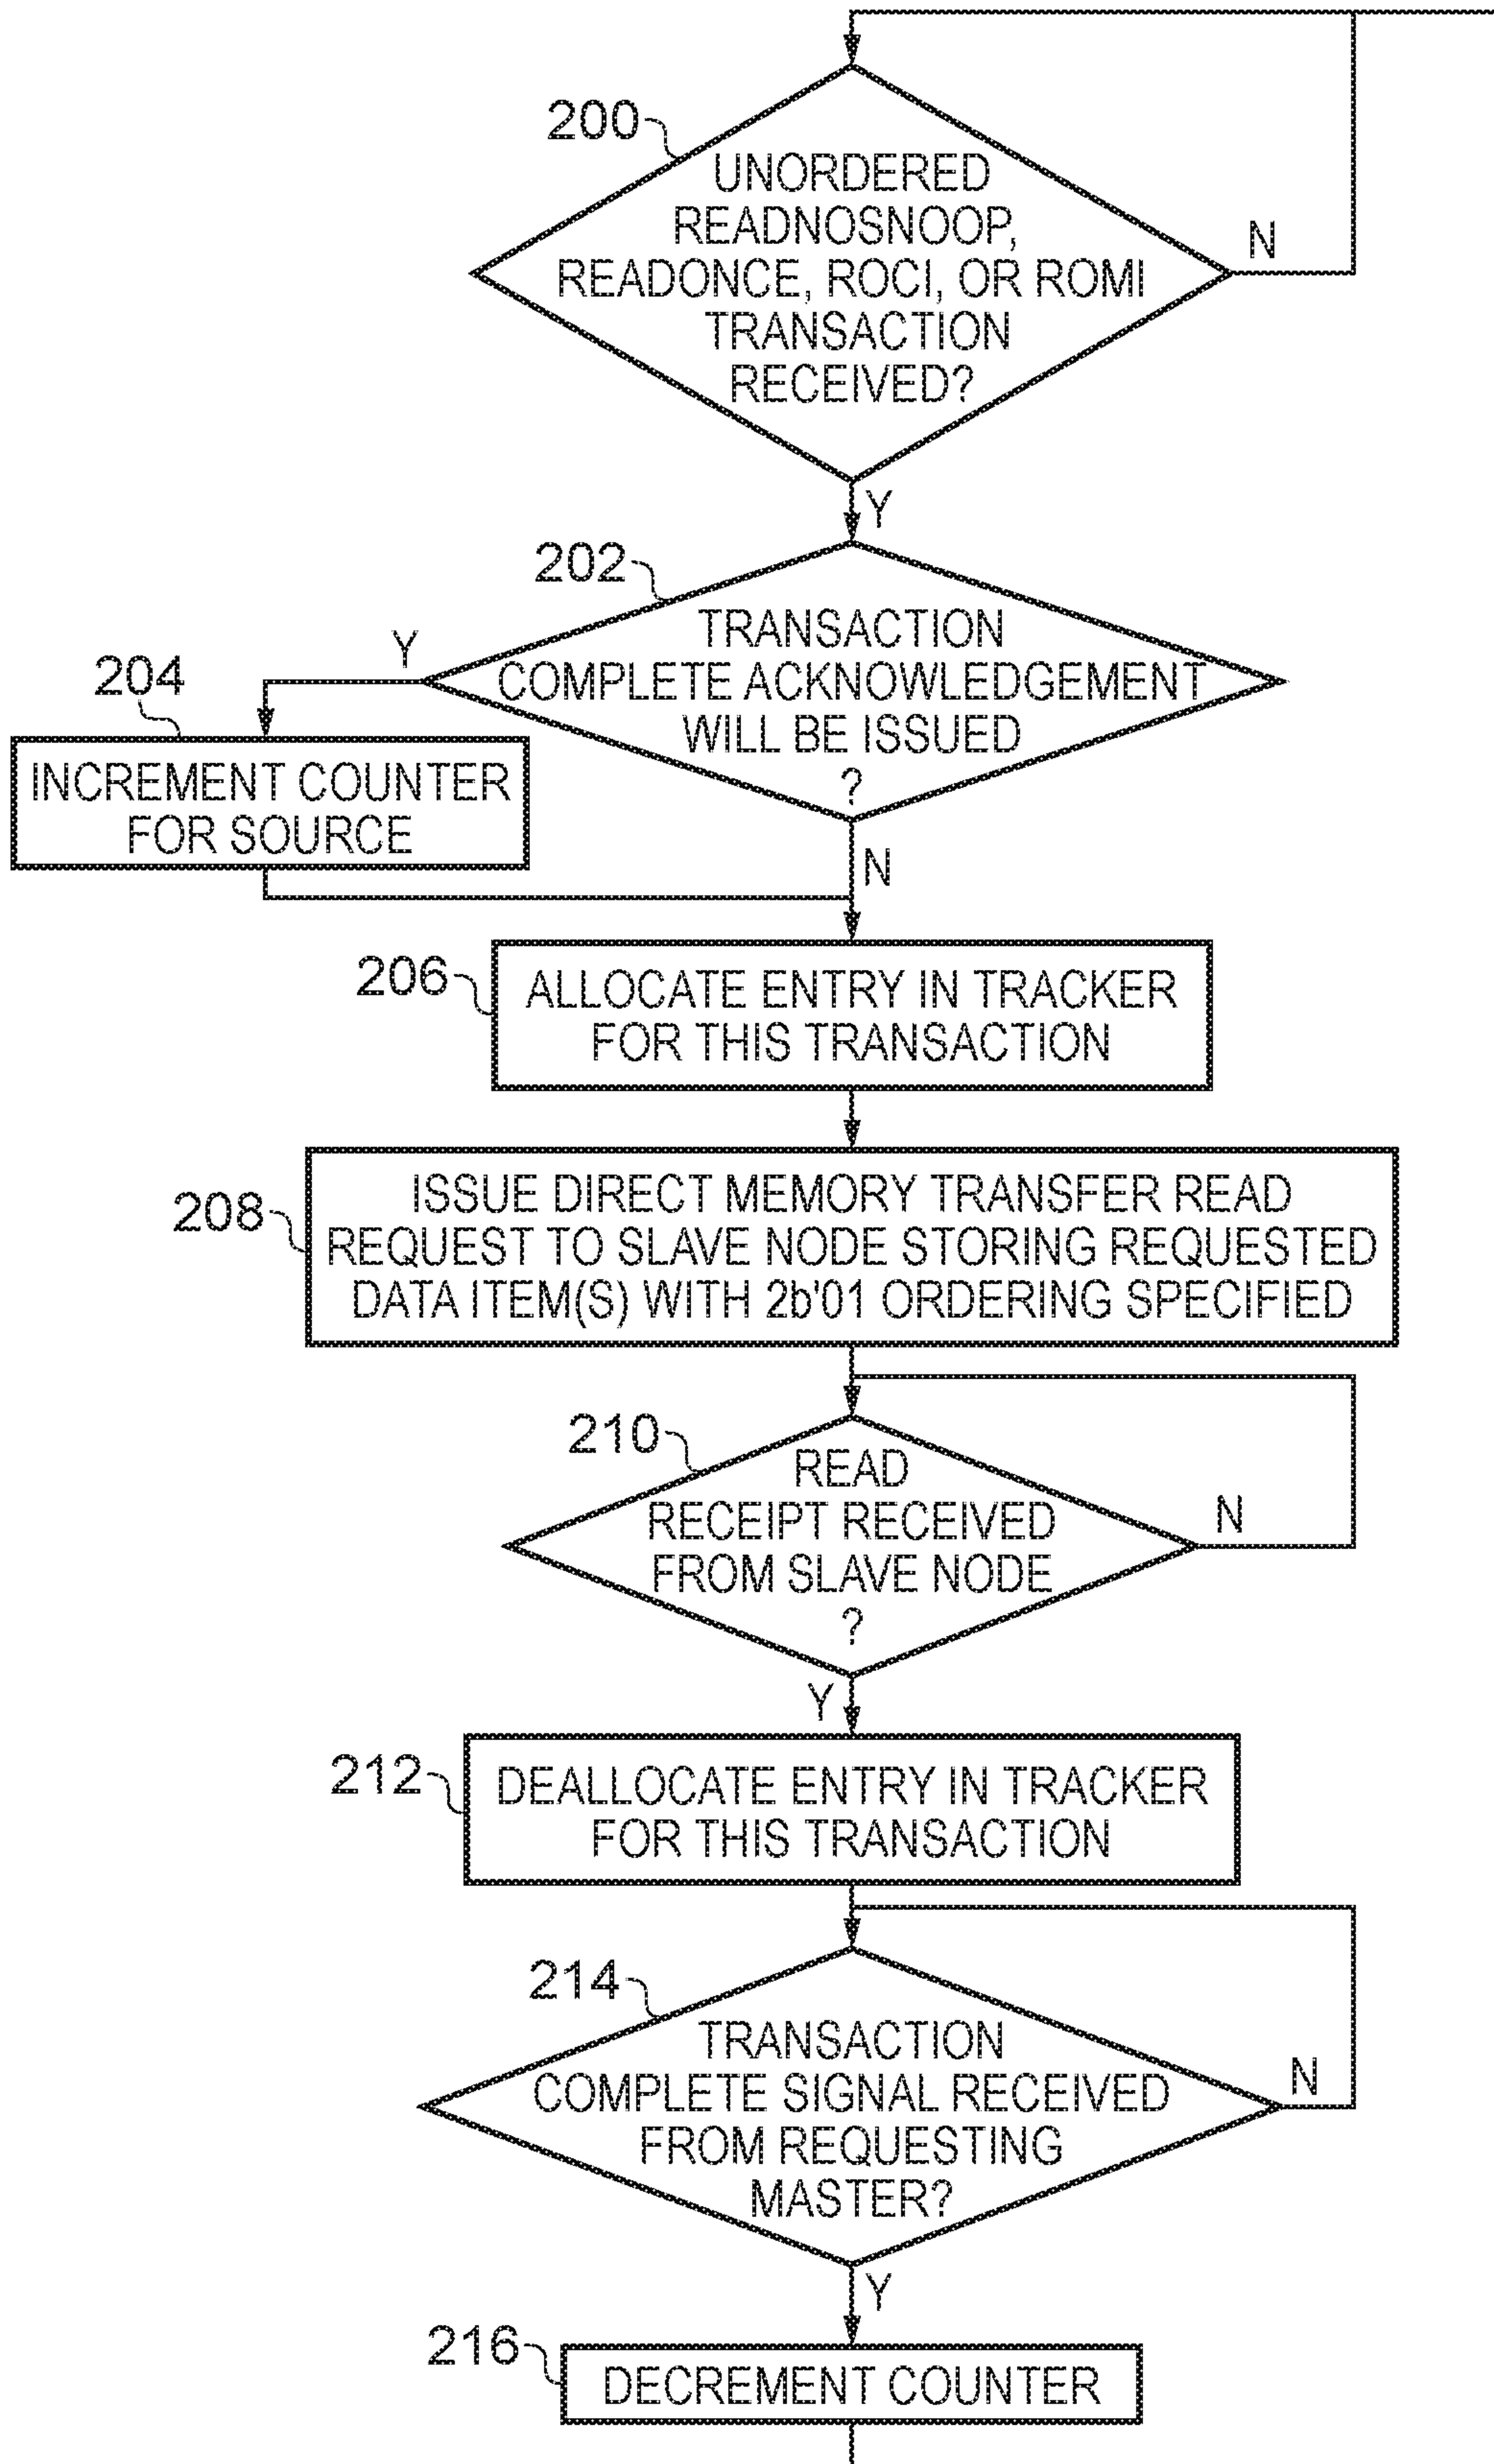 200
UNORDERED
READNOSNOOP,
READONCE, ROCI, OR ROMI
TRANSACTION
RECEIVED?
N
Y
202
TRANSACTION
COMPLETE ACKNOWLEDGEMENT
WILL BE ISSUED
?
Y
204
INCREMENT COUNTER
FOR SOURCE
N
206
ALLOCATE ENTRY IN TRACKER
FOR THIS TRANSACTION
208
ISSUE DIRECT MEMORY TRANSFER READ
REQUEST TO SLAVE NODE STORING REQUESTED
DATA ITEM(S) WITH 2b'01 ORDERING SPECIFIED
210
READ
RECEIPT RECEIVED
FROM SLAVE NODE
?
N
Y
212
DEALLOCATE ENTRY IN TRACKER
FOR THIS TRANSACTION
214
TRANSACTION
COMPLETE SIGNAL RECEIVED
FROM REQUESTING
MASTER?
N
Y
216
DECREMENT COUNTER